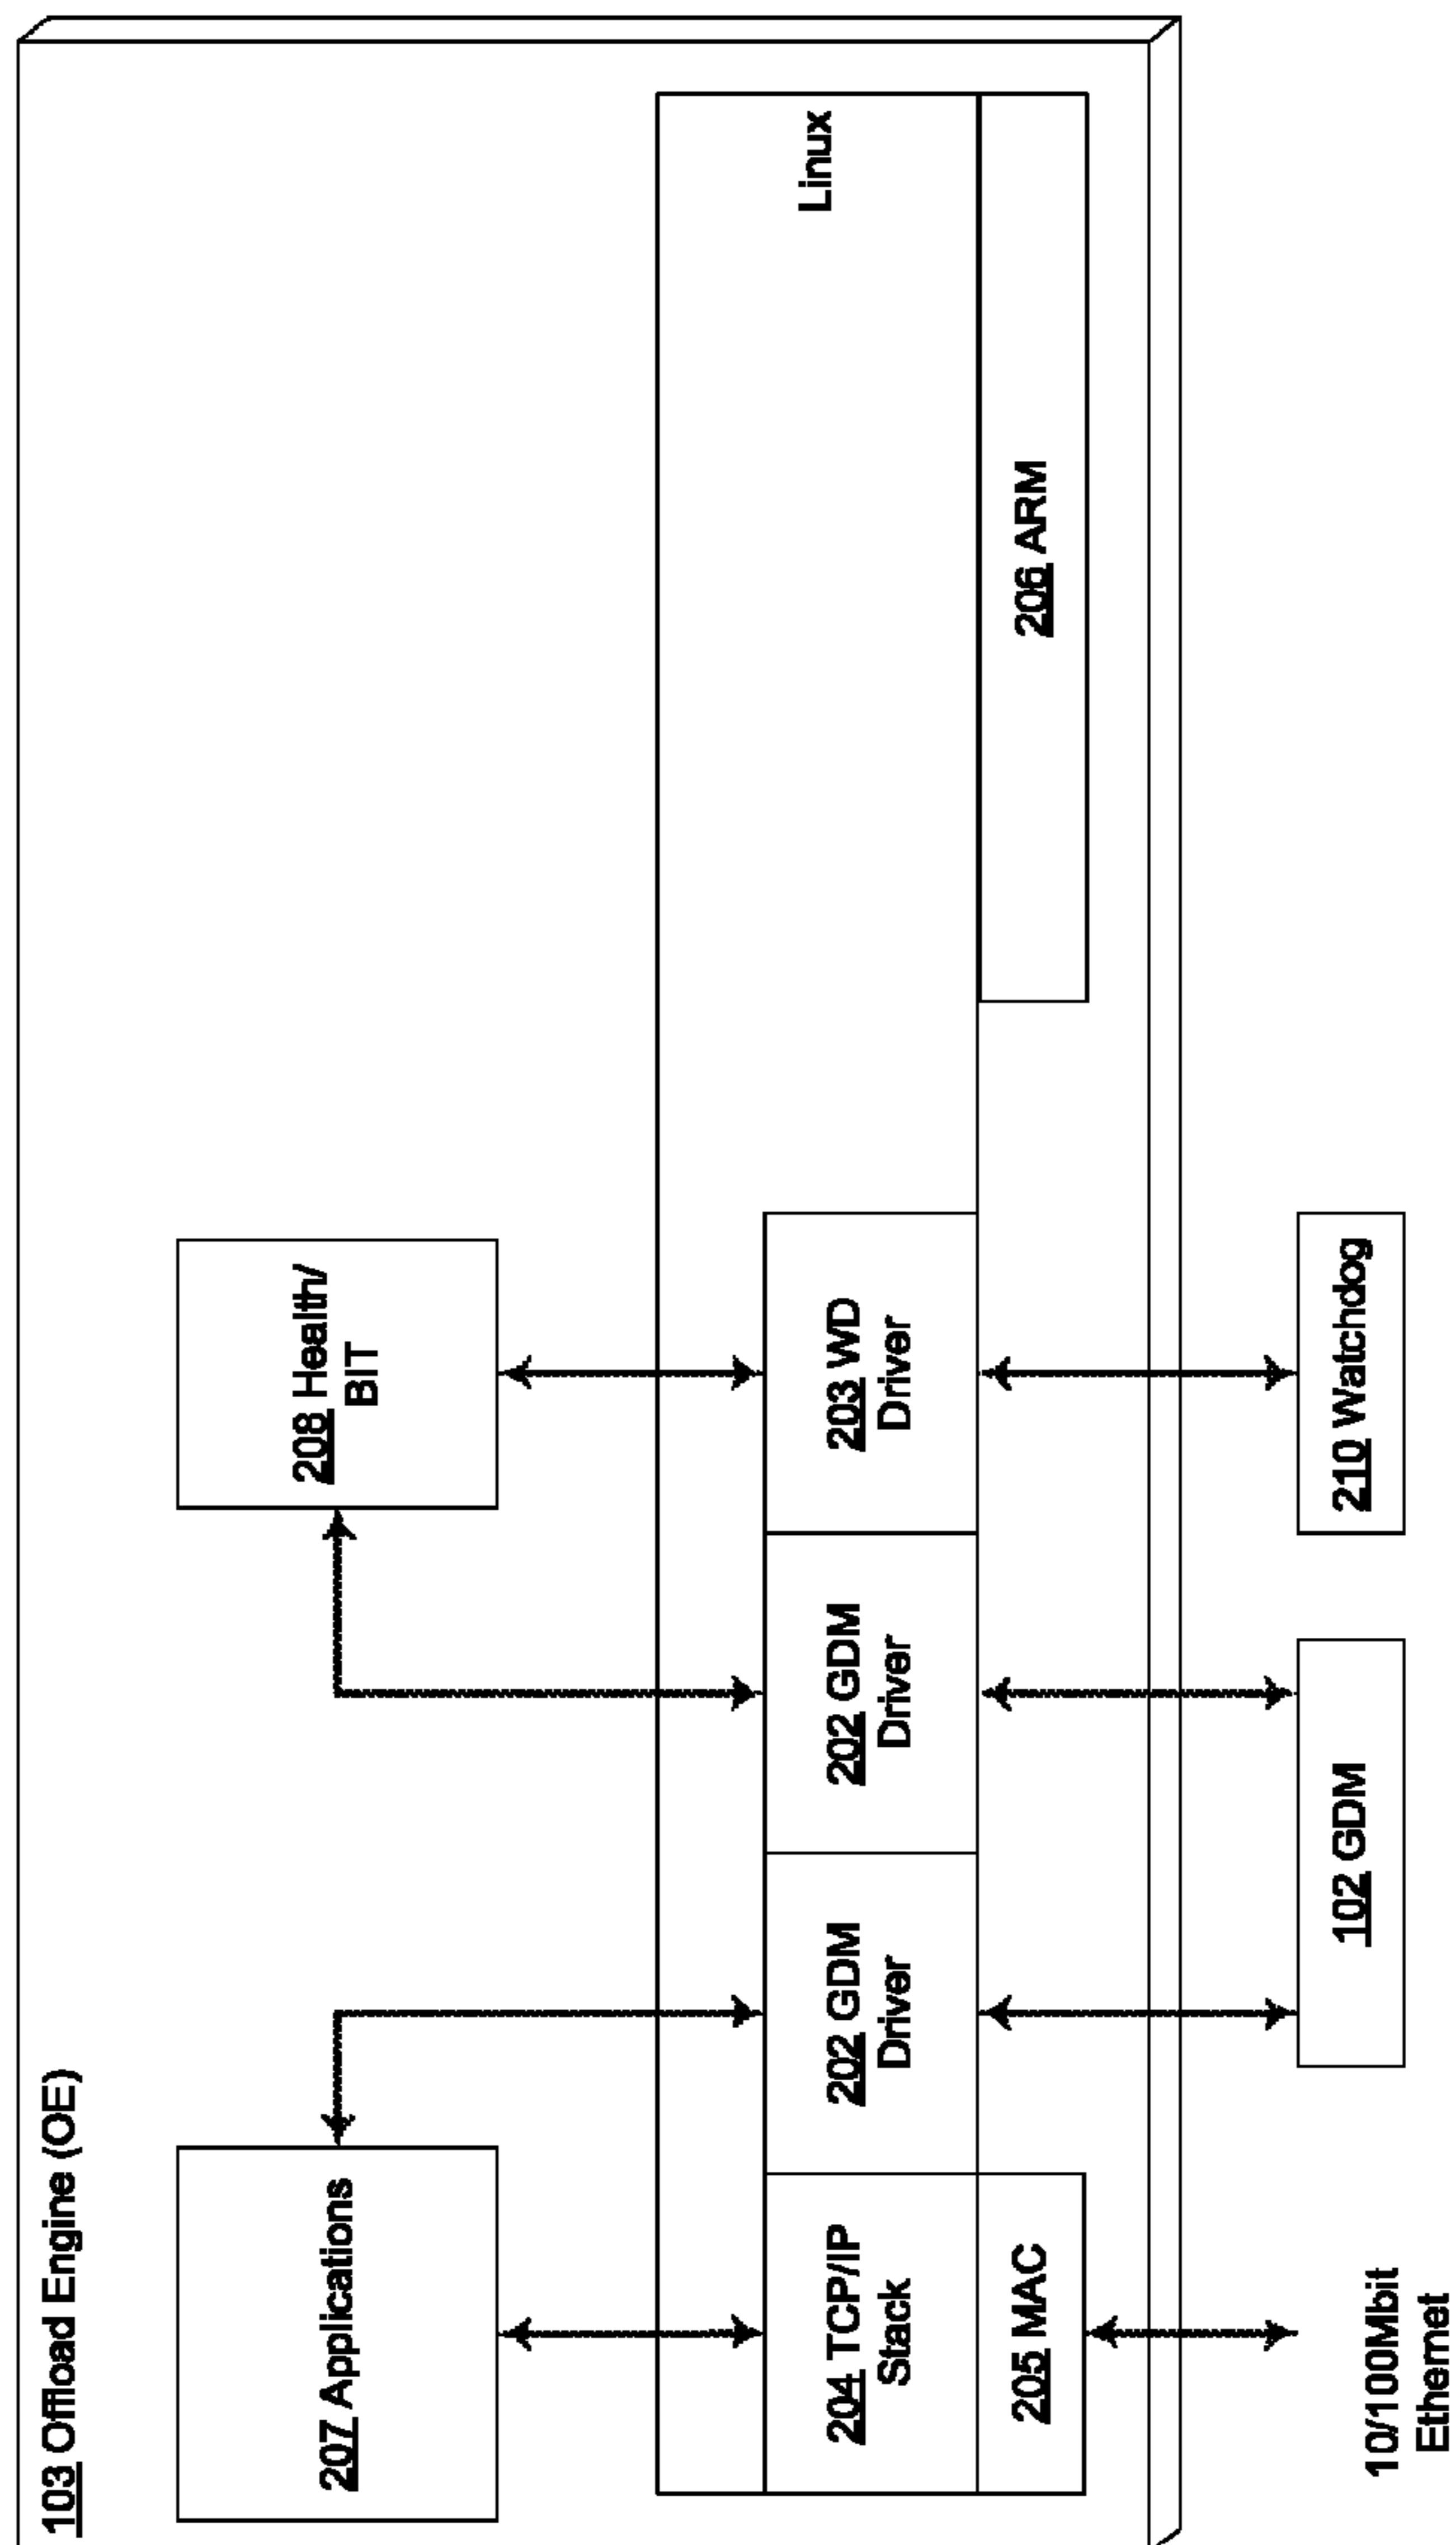 103 Offload Engine (OE)
207 Applications
208 Health/
BIT
Linux
204 TCP/IP
Stack
202 GDM
Driver
202 GDM
Driver
203 WD
Driver
205 MAC
206 ARM
10/100Mbit
Ethernet
102 GDM
210 Watchdog